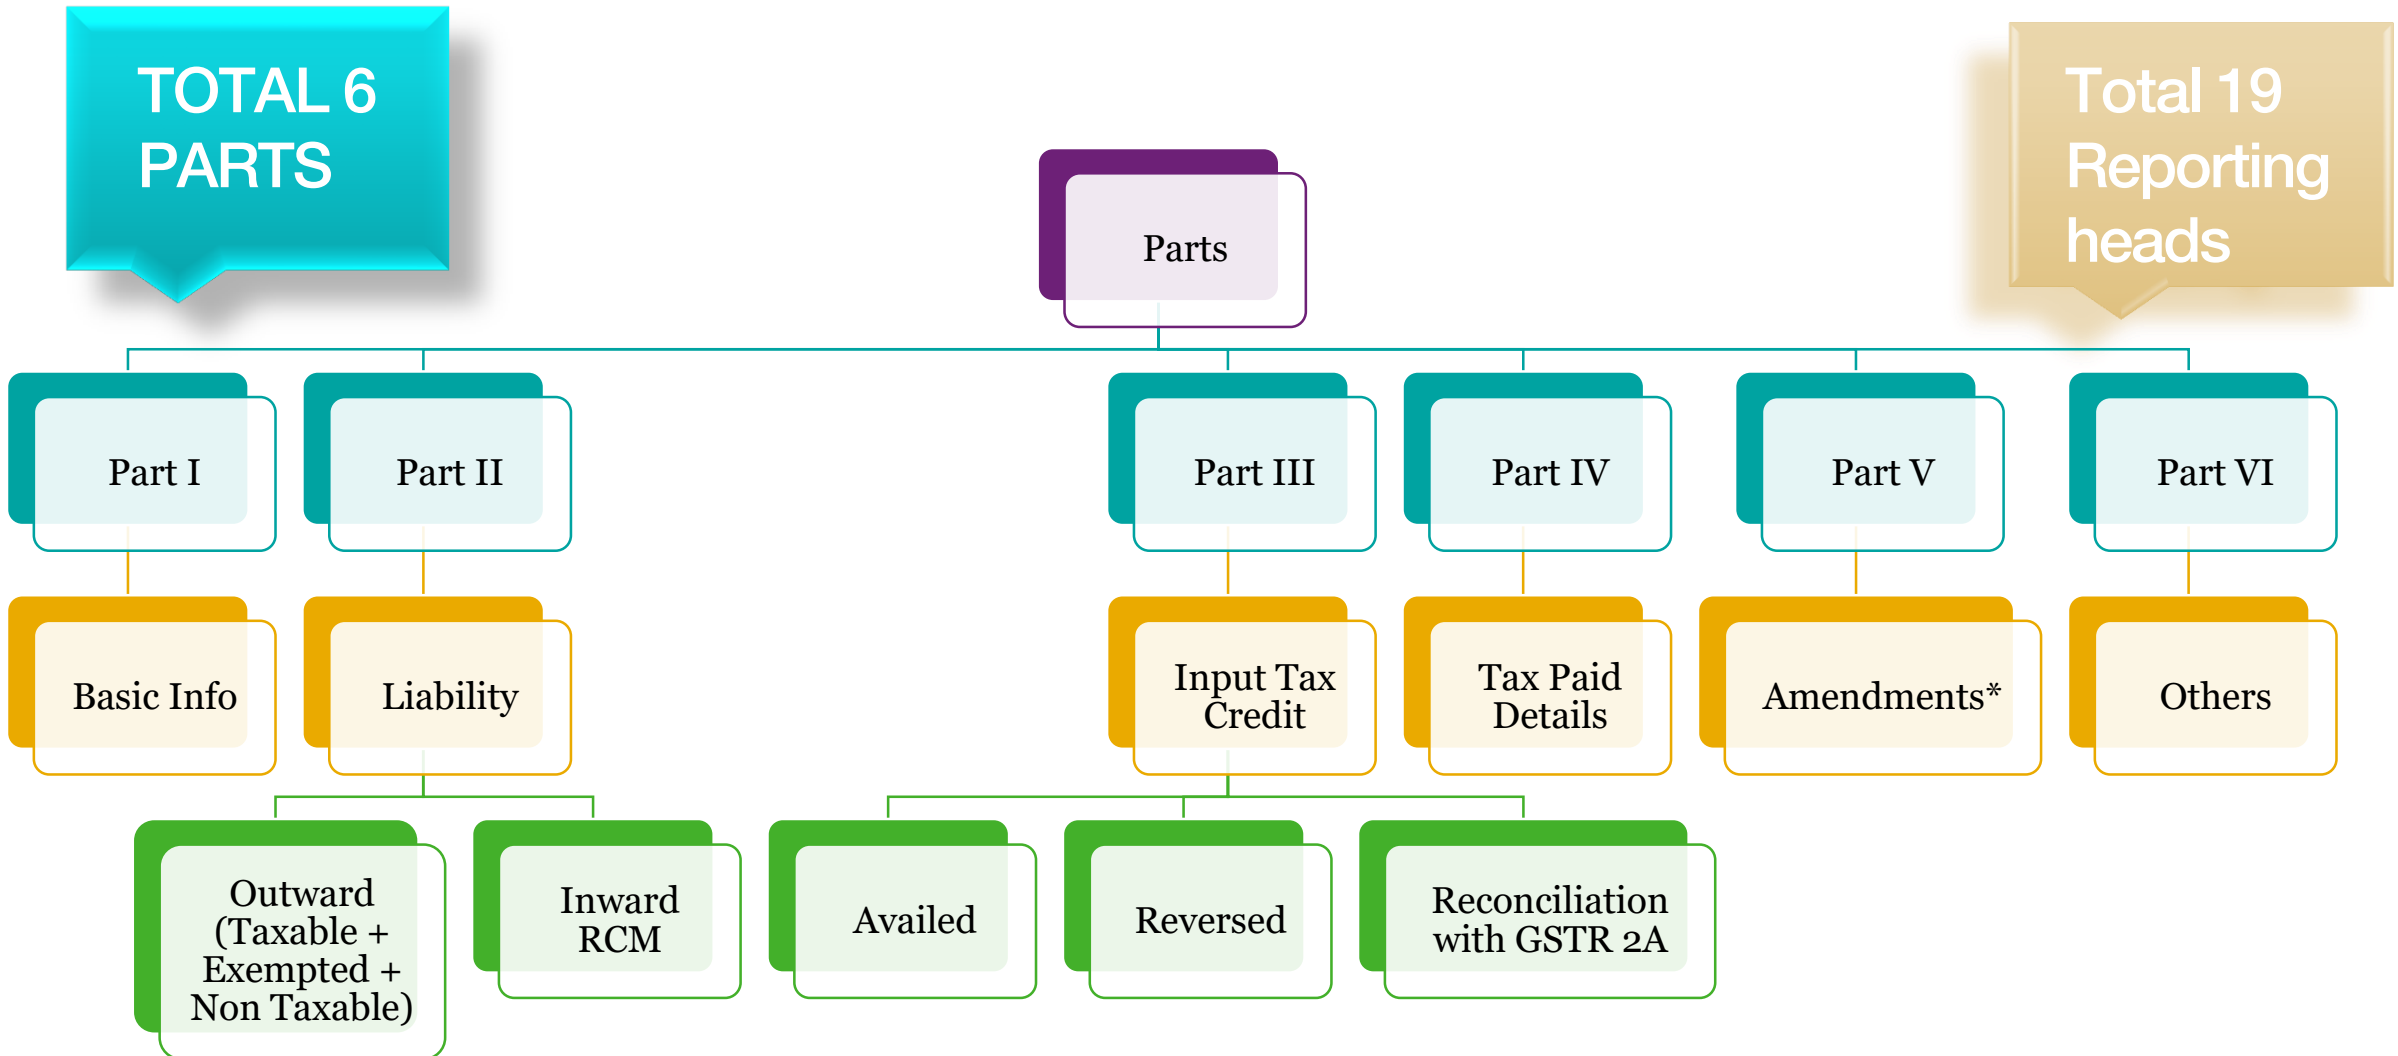 TOTAL 6
PARTS
Total 19
Reporting
heads
Parts
Part I
Part II
Part III
Part IV
Part V
Part VI
Basic Info
Liability
Input Tax
Credit
Tax Paid
Details
Amendments*
Others
Outward
(Taxable +
Exempted +
Non Taxable)
Inward
RCM
Availed
Reversed
Reconciliation
with GSTR 2A